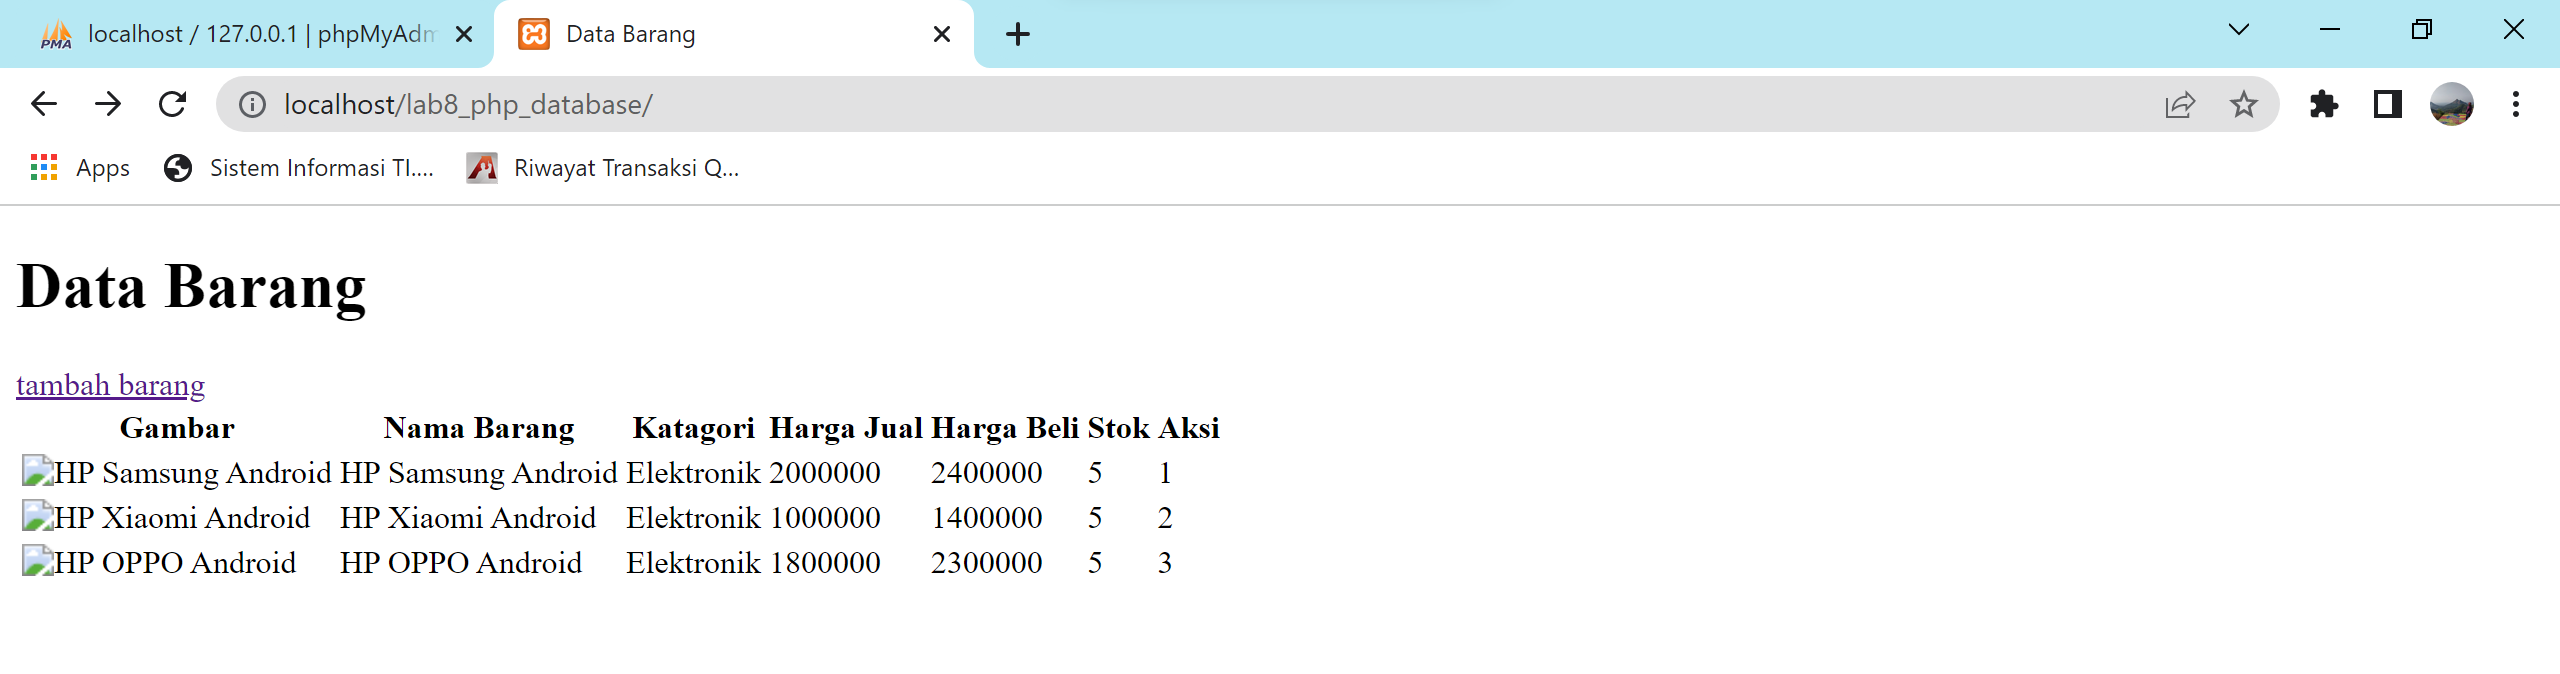 PMA localhost / 127.0.0.1 | phpMyAdm Data Barang
localhost/lab8_php_database/
Apps Sistem Informasi TI.... Riwayat Transaksi Q...
Data Barang
tambah barang
Gambar Nama Barang Katagori Harga Jual Harga Beli Stok Aksi
HP Samsung Android HP Samsung Android Elektronik 2000000 2400000 5 1
HP Xiaomi Android HP Xiaomi Android Elektronik 1000000 1400000 5 2
HP OPPO Android HP OPPO Android Elektronik 1800000 2300000 5 3